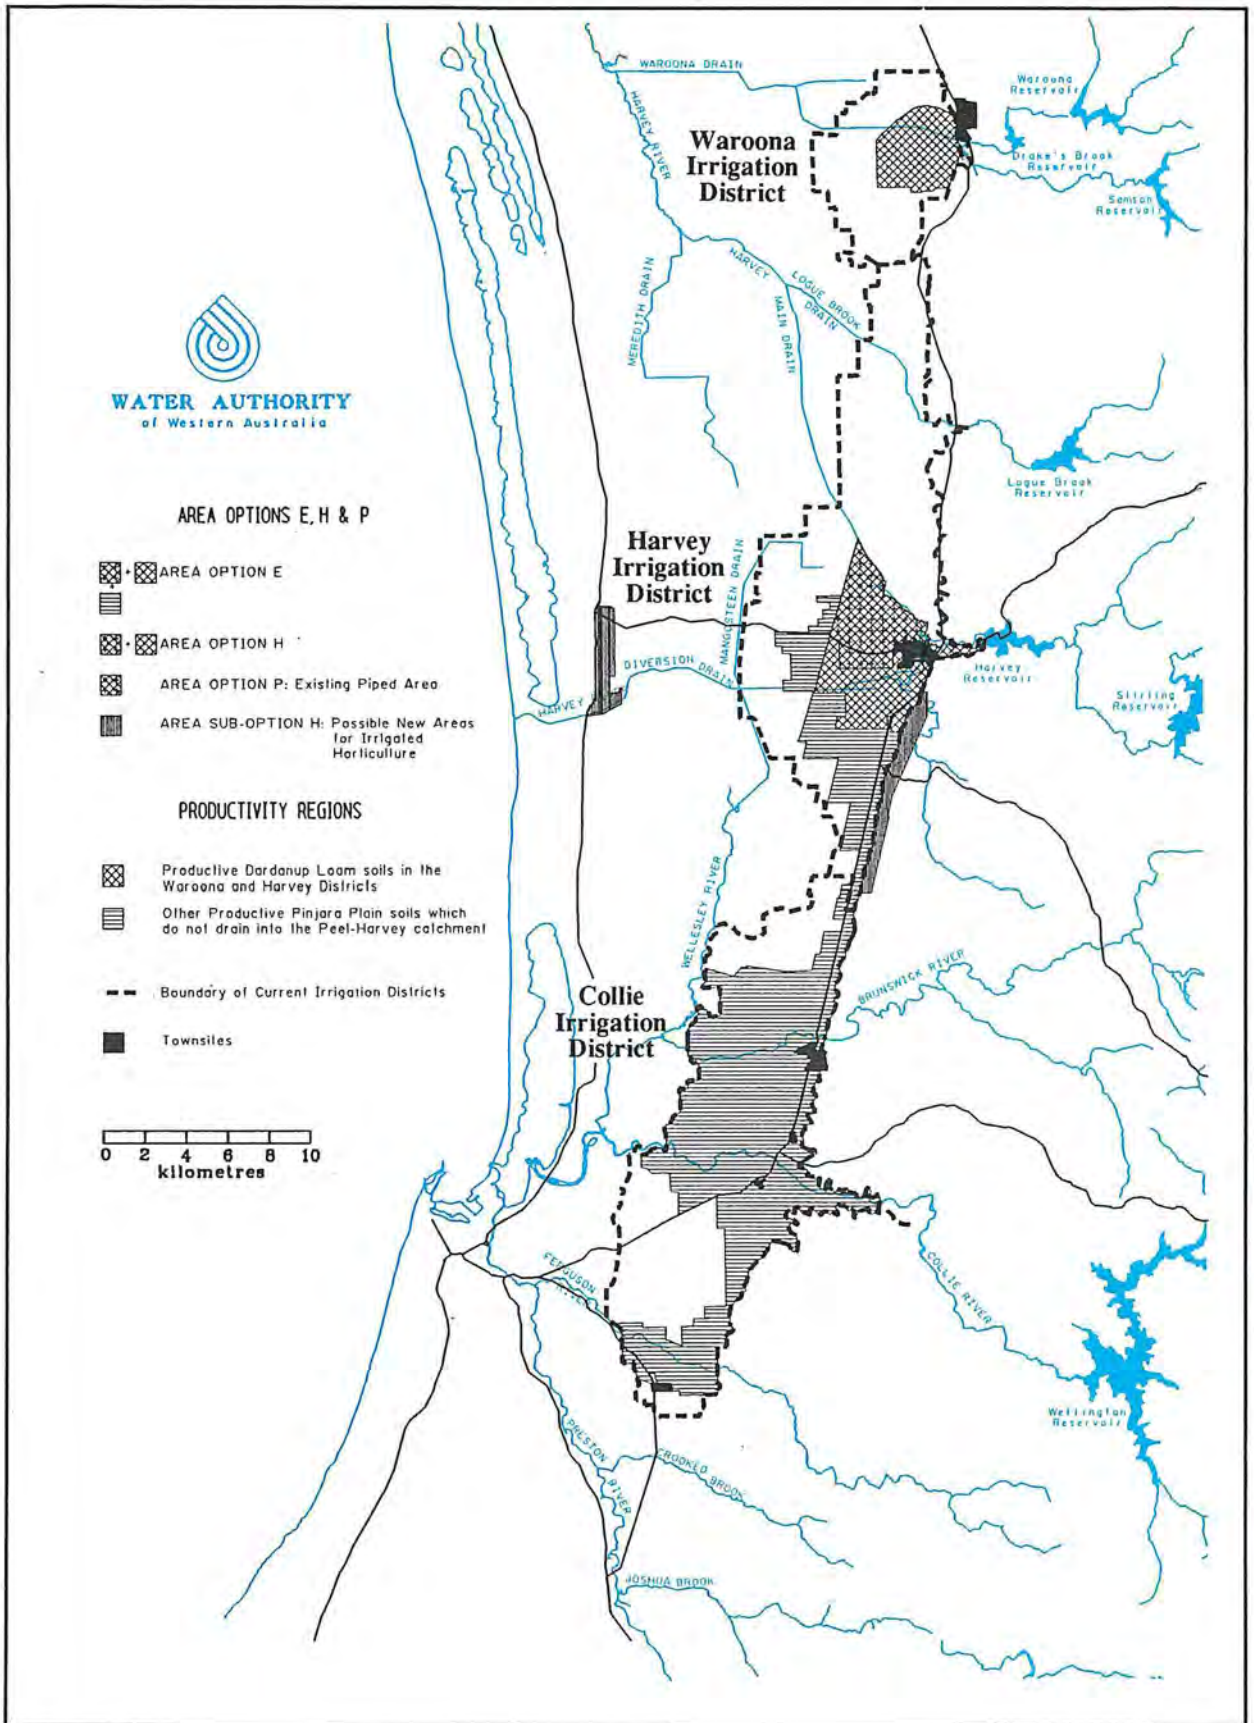 WAROONA DRAIN
HARVEY RIVER
Waroona
Reservoir
Waroona
Irrigation
District
Drake's Brook
Reservoir
Samson
Reservoir
MEREDITH DRAIN
HARVEY
MAIN DRAIN
LOGUE BROOK
DRAIN
WATER AUTHORITY
of Western Australia
Logue Brook
Reservoir
AREA OPTIONS E, H & P
+ AREA OPTION E
+
+ AREA OPTION H
AREA OPTION P: Existing Piped Area
AREA SUB-OPTION H: Possible New Areas
for Irrigated
Horticulture
Harvey
Irrigation
District
MANGOSTEEN DRAIN
HARVEY
DIVERSION DRAIN
Harvey
Reservoir
Stirling
Reservoir
PRODUCTIVITY REGIONS
Productive Dardanup Loam soils in the
Waroona and Harvey Districts
Other Productive Pinjara Plain soils which
do not drain into the Peel-Harvey catchment
Boundary of Current Irrigation Districts
Townsites
WELLESLEY RIVER
BRUNSWICK RIVER
Collie
Irrigation
District
0 2 4 6 8 10
kilometres
FERGUSON
COLLIE RIVER
Wellington
Reservoir
PRESTON
RIVER
CROOKED BROOK
JOSHUA BROOK